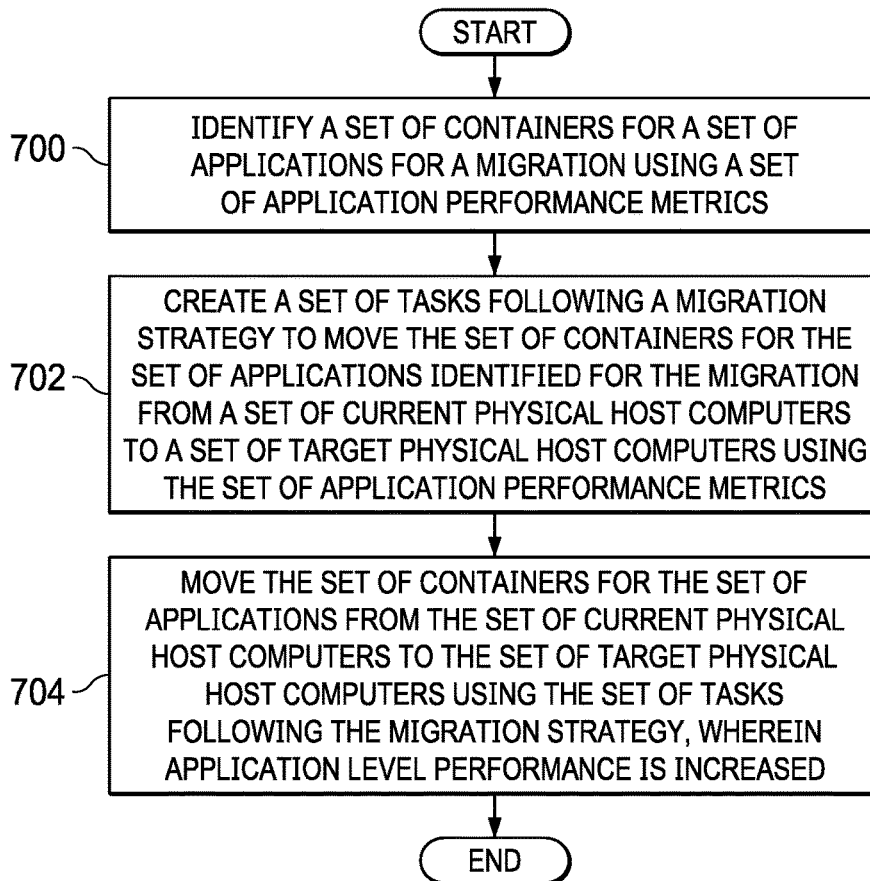 START
700
IDENTIFY A SET OF CONTAINERS FOR A SET OF
APPLICATIONS FOR A MIGRATION USING A SET
OF APPLICATION PERFORMANCE METRICS
702
CREATE A SET OF TASKS FOLLOWING A MIGRATION
STRATEGY TO MOVE THE SET OF CONTAINERS FOR THE
SET OF APPLICATIONS IDENTIFIED FOR THE MIGRATION
FROM A SET OF CURRENT PHYSICAL HOST COMPUTERS
TO A SET OF TARGET PHYSICAL HOST COMPUTERS USING
THE SET OF APPLICATION PERFORMANCE METRICS
704
MOVE THE SET OF CONTAINERS FOR THE SET OF
APPLICATIONS FROM THE SET OF CURRENT PHYSICAL
HOST COMPUTERS TO THE SET OF TARGET PHYSICAL
HOST COMPUTERS USING THE SET OF TASKS
FOLLOWING THE MIGRATION STRATEGY, WHEREIN
APPLICATION LEVEL PERFORMANCE IS INCREASED
END